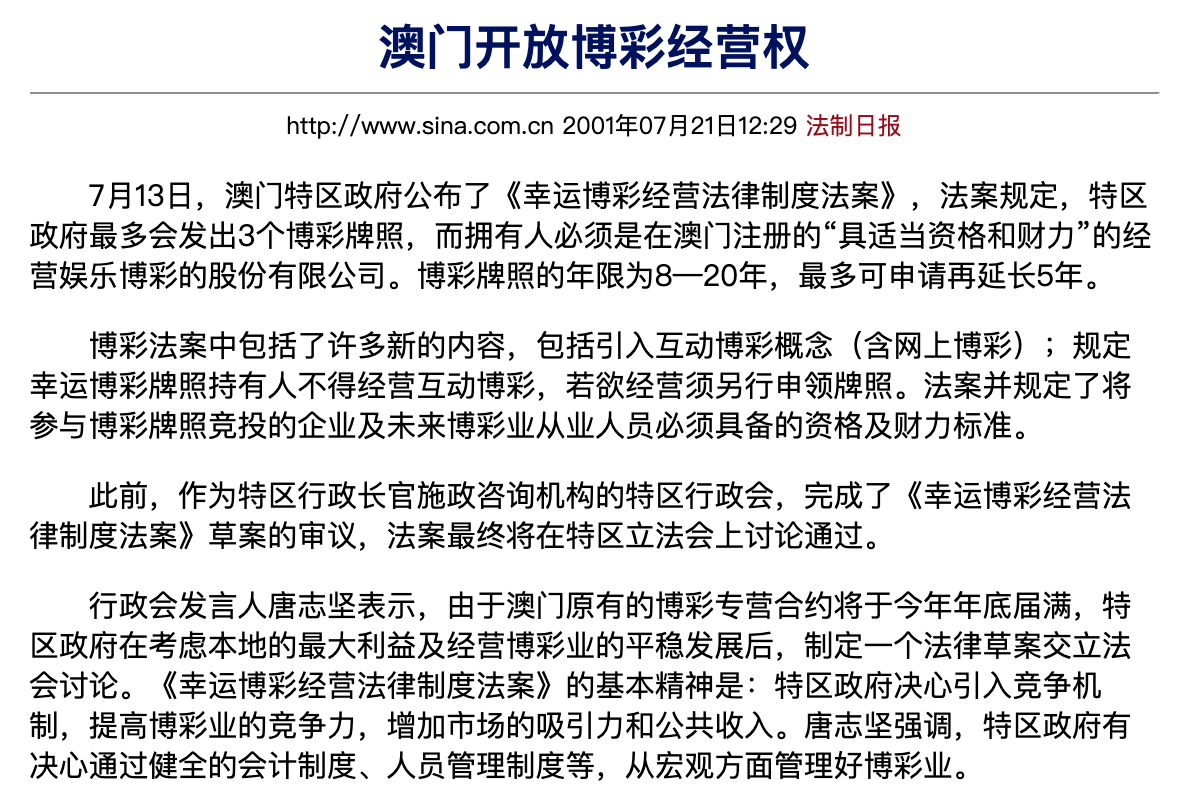 澳门开放博彩经营权
http://www.sina.com.cn 2001年07月21日12:29 法制日报
7月13日，澳门特区政府公布了《幸运博彩经营法律制度法案》，法案规定，特区
政府最多会发出3个博彩牌照，而拥有人必须是在澳门注册的“具适当资格和财力”的经
营娱乐博彩的股份有限公司。博彩牌照的年限为8—20年，最多可申请再延长5年。
博彩法案中包括了许多新的内容，包括引入互动博彩概念（含网上博彩）；规定
幸运博彩牌照持有人不得经营互动博彩，若欲经营须另行申领牌照。法案并规定了将
参与博彩牌照竞投的企业及未来博彩业从业人员必须具备的资格及财力标准。
此前，作为特区行政长官施政咨询机构的特区行政会，完成了《幸运博彩经营法
律制度法案》草案的审议，法案最终将在特区立法会上讨论通过。
行政会发言人唐志坚表示，由于澳门原有的博彩专营合约将于今年年底届满，特
区政府在考虑本地的最大利益及经营博彩业的平稳发展后，制定一个法律草案交立法
会讨论。《幸运博彩经营法律制度法案》的基本精神是：特区政府决心引入竞争机
制，提高博彩业的竞争力，增加市场的吸引力和公共收入。唐志坚强调，特区政府有
决心通过健全的会计制度、人员管理制度等，从宏观方面管理好博彩业。